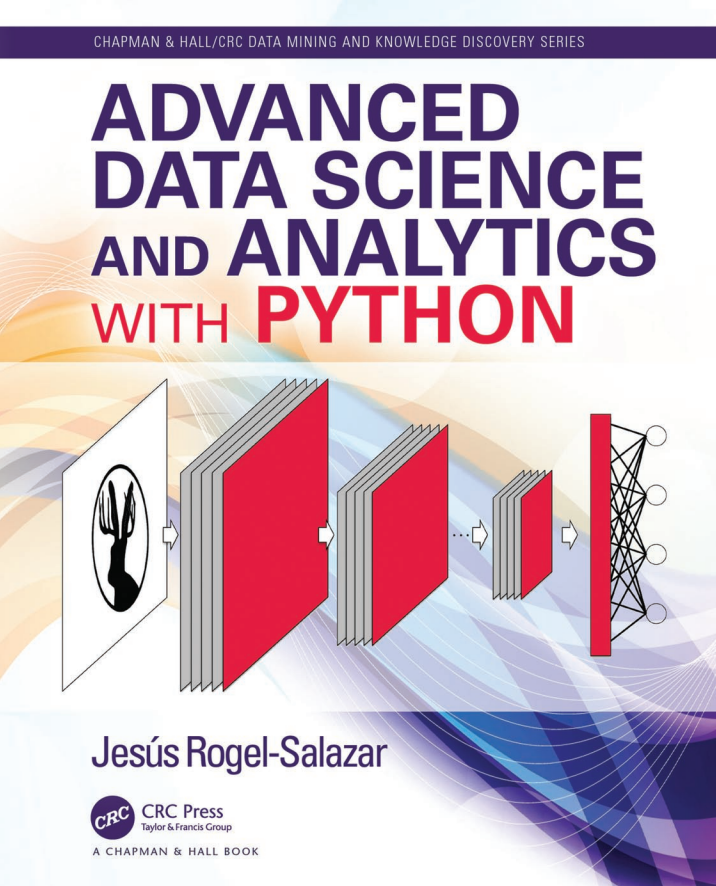 CHAPMAN & HALL/CRC DATA MINING AND KNOWLEDGE DISCOVERY SERIES
ADVANCED
DATA SCIENCE
AND ANALYTICS
WITH PYTHON
...
Jesús Rogel-Salazar
CRC
CRC Press
Taylor & Francis Group
A CHAPMAN & HALL BOOK